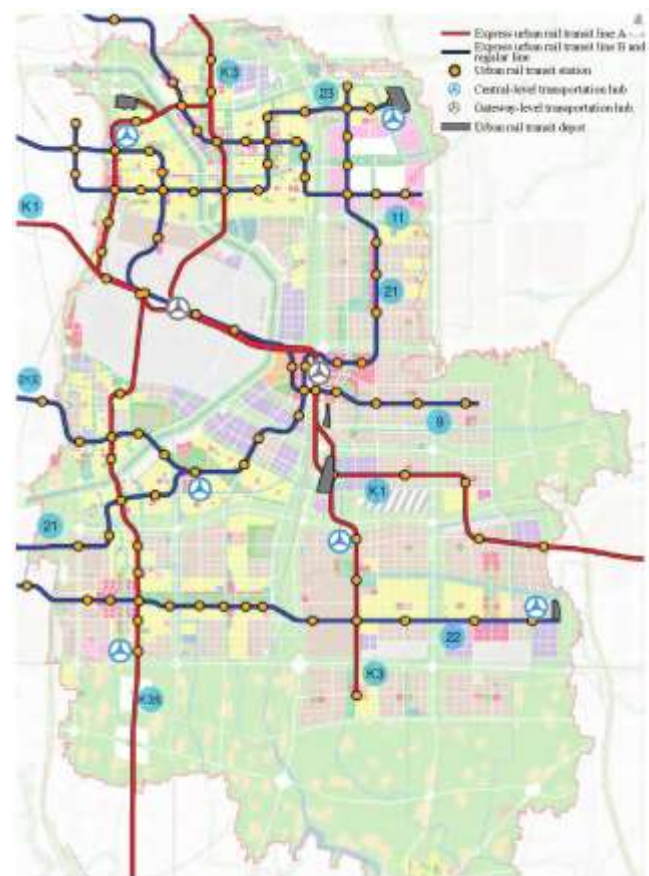 Express urban rail transit line A
Express urban rail transit line B and
regular line
Urban rail transit station
Central-level transportation hub
Gateway-level transportation hub
Urban rail transit depot
K3
K1
11
21
9
K1
21
22
K3